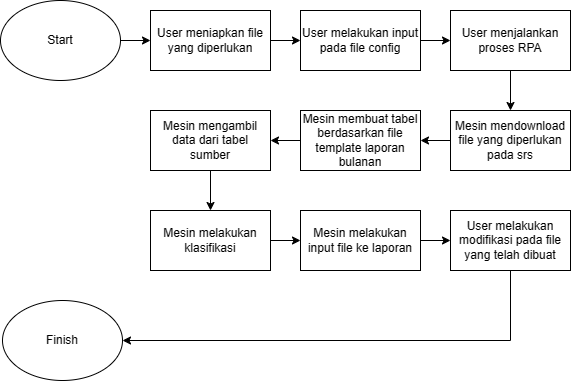 Start
User meniapkan file
yang diperlukan
User melakukan input
pada file config
User menjalankan
proses RPA
Mesin mendownload
file yang diperlukan
pada srs
Mesin membuat tabel
berdasarkan file
template laporan
bulanan
Mesin mengambil
data dari tabel
sumber
Mesin melakukan
klasifikasi
Mesin melakukan
input file ke laporan
User melakukan
modifikasi pada file
yang telah dibuat
Finish